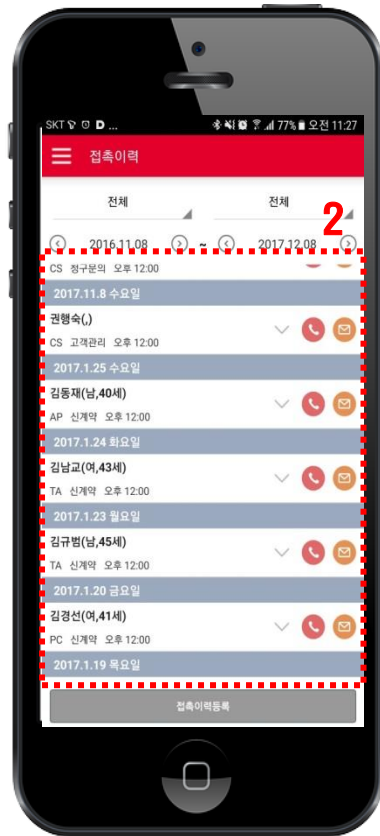 SKT D ... 77% 오전 11:27
접촉이력
전체 전체
2
2016.11.08 ~ 2017.12.08
CS 청구문의 오후 12:00
2017.11.8 수요일
권행숙(,)
CS 고객관리 오후 12:00
2017.1.25 수요일
김동재(남,40세)
AP 신계약 오후 12:00
2017.1.24 화요일
김남교(여,43세)
TA 신계약 오후 12:00
2017.1.23 월요일
김규범(남,45세)
TA 신계약 오후 12:00
2017.1.20 금요일
김경선(여,41세)
PC 신계약 오후 12:00
2017.1.19 목요일
접촉이력등록